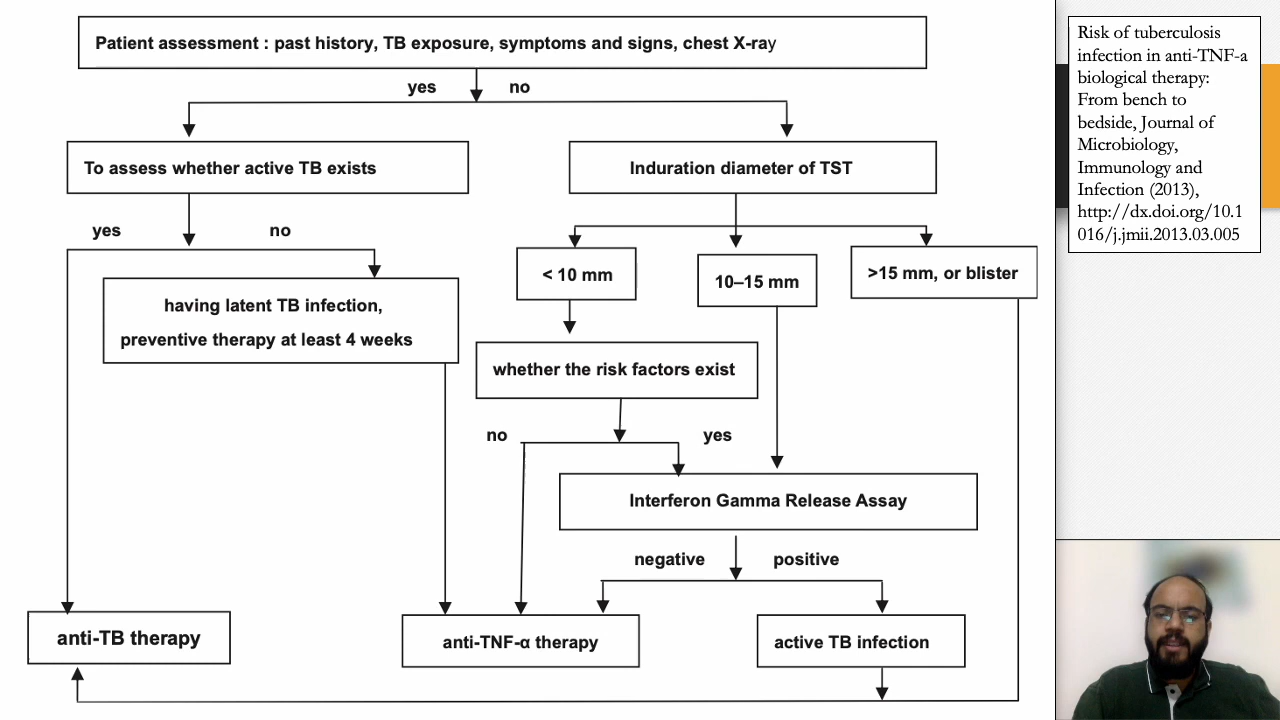 Patient assessment : past history, TB exposure, symptoms and signs, chest X-ray
yes
no
To assess whether active TB exists
Induration diameter of TST
yes
no
< 10 mm
10–15 mm
>15 mm, or blister
having latent TB infection,
preventive therapy at least 4 weeks
whether the risk factors exist
no
yes
Interferon Gamma Release Assay
negative
positive
anti-TB therapy
anti-TNF-α therapy
active TB infection
Risk of tuberculosis
infection in anti-TNF-a
biological therapy:
From bench to
bedside, Journal of
Microbiology,
Immunology and
Infection (2013),
http://dx.doi.org/10.1
016/j.jmii.2013.03.005